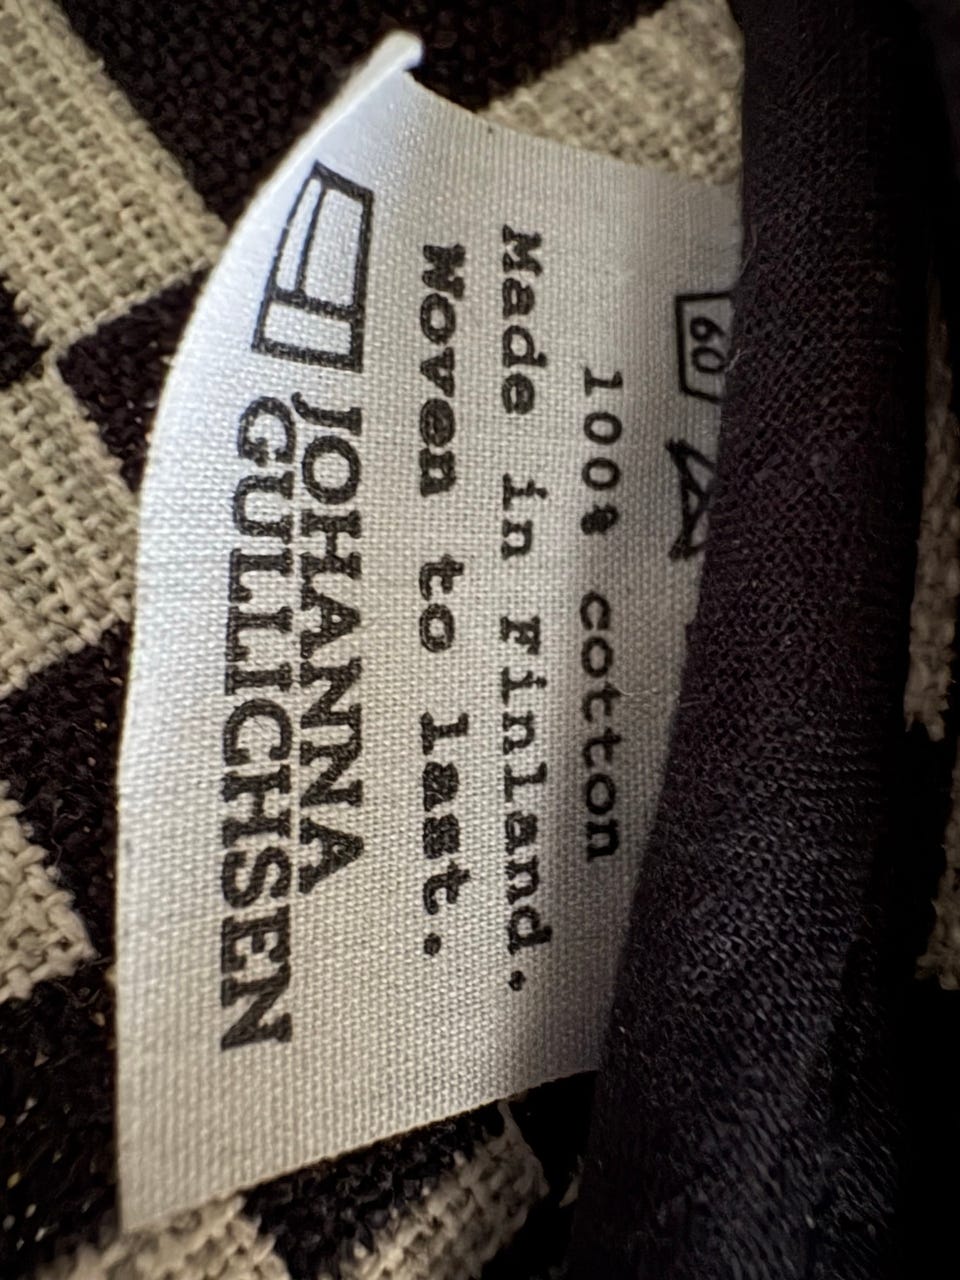 60
100% cotton
Made in Finland.
Woven to last.
JOHANNA
GULLICHSEN